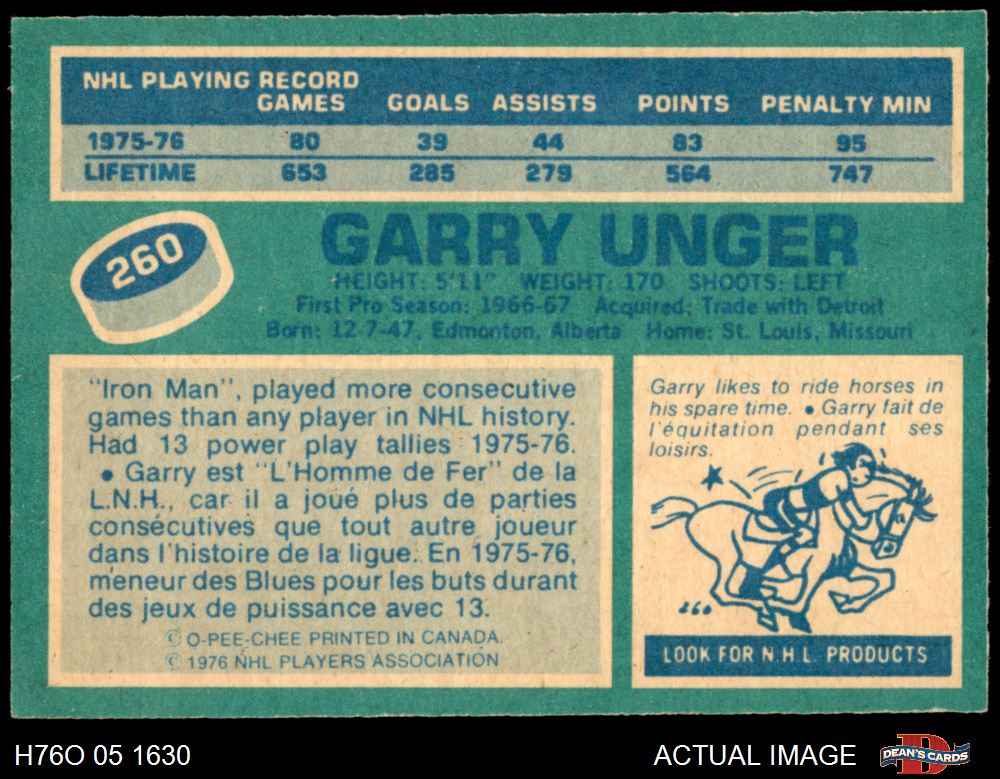 NHL PLAYING RECORD
GAMES GOALS ASSISTS POINTS PENALTY MIN
1975-76 80 39 44 83 95
LIFETIME 653 285 279 564 747
260
GARRY UNGER
HEIGHT: 5'11" WEIGHT: 170 SHOOTS: LEFT
First Pro Season: 1966-67 Acquired: Trade with Detroit
Born: 12-7-47, Edmonton, Alberta Home: St. Louis, Missouri
"Iron Man", played more consecutive
games than any player in NHL history.
Had 13 power play tallies 1975-76.
• Garry est "L'Homme de Fer" de la
L.N.H., car il a joué plus de parties
consécutives que tout autre joueur
dans l'histoire de la ligue. En 1975-76,
meneur des Blues pour les buts durant
des jeux de puissance avec 13.
© O-PEE-CHEE PRINTED IN CANADA.
© 1976 NHL PLAYERS ASSOCIATION
Garry likes to ride horses in
his spare time. • Garry fait de
l'équitation pendant ses
loisirs.
260
LOOK FOR N.H.L. PRODUCTS
H76O 05 1630
ACTUAL IMAGE
DEAN'S CARDS